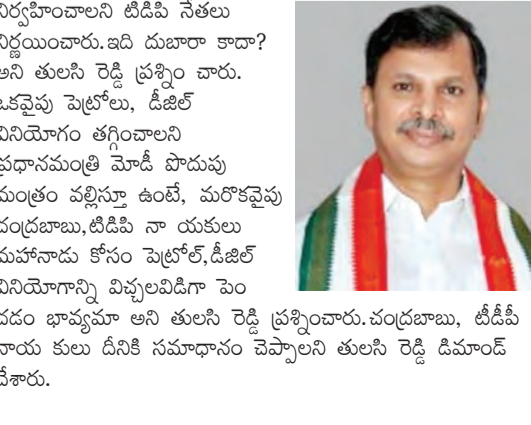 నిర్వహించాలని టిడిపి నేతలు
నిర్ణయించారు.ఇది దుబారా కాదా?
అని తులసి రెడ్డి ప్రశ్నిం చారు.
ఒకవైపు పెట్రోలు, డీజిల్
వినియోగం తగ్గించాలని
ప్రధానమంత్రి మోడీ పొదుపు
మంత్రం వల్లిస్తూ ఉంటే, మరొకవైపు
చంద్రబాబు,టిడిపి నా యకులు
మహానాడు కోసం పెట్రోల్,డీజిల్
వినియోగాన్ని విచ్చలవిడిగా పెం
చడం భావ్యమా అని తులసి రెడ్డి ప్రశ్నించారు.చంద్రబాబు, టీడీపీ
నాయ కులు దీనికి సమాధానం చెప్పాలని తులసి రెడ్డి డిమాండ్
చేశారు.